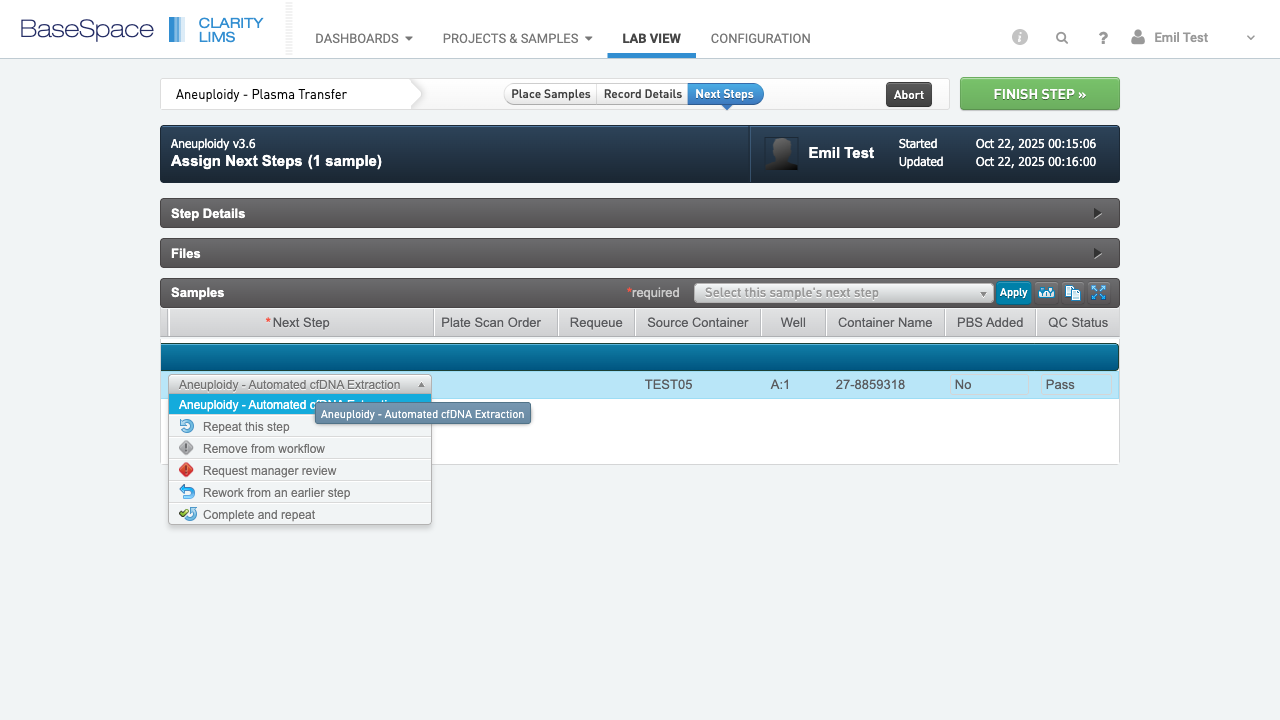 BaseSpace CLARITY LIMS
DASHBOARDS PROJECTS & SAMPLES LAB VIEW CONFIGURATION ? Emil Test
Aneuploidy - Plasma Transfer Place Samples Record Details Next Steps Abort FINISH STEP »
Aneuploidy v3.6
Assign Next Steps (1 sample)
Emil Test
Started Oct 22, 2025 00:15:06
Updated Oct 22, 2025 00:16:00
Step Details
Files
Samples *required Select this sample's next step Apply
*Next Step Plate Scan Order Requeue Source Container Well Container Name PBS Added QC Status
Aneuploidy - Automated cfDNA Extraction TEST05 A:1 27-8859318 No Pass
Aneuploidy - Automated
Aneuploidy - Automated cfDNA Extraction
Repeat this step
Remove from workflow
Request manager review
Rework from an earlier step
Complete and repeat